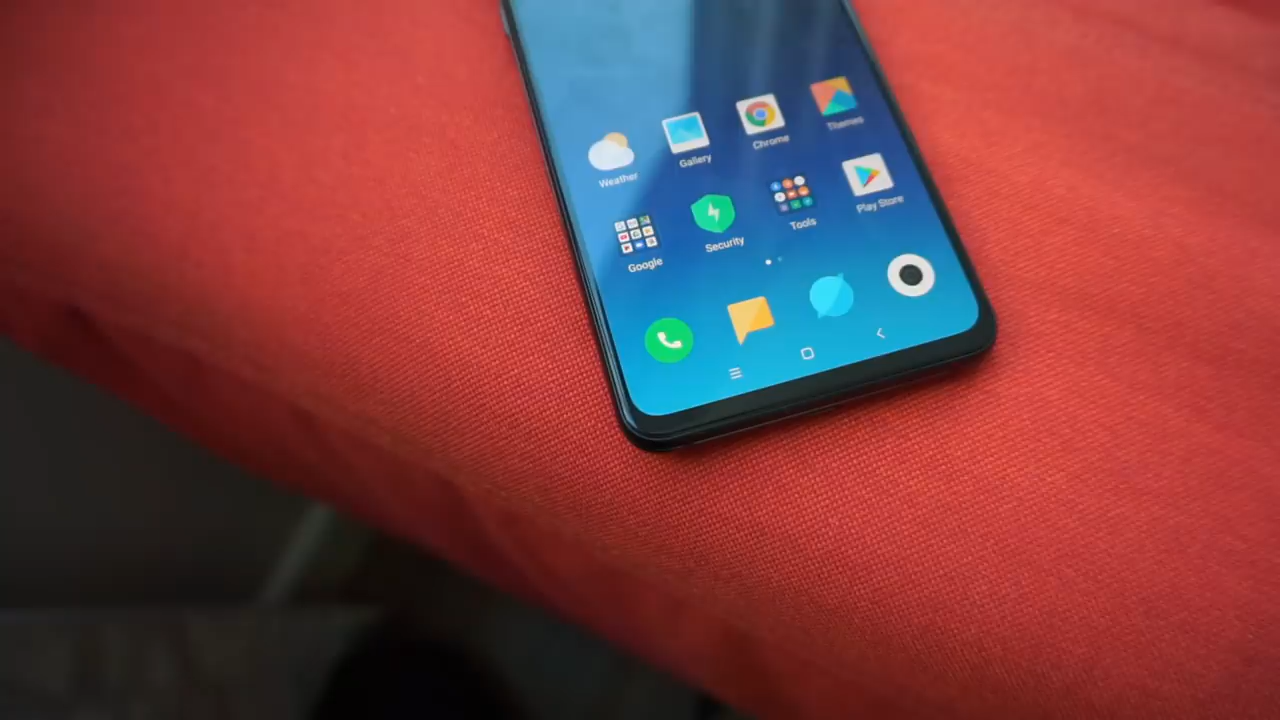 Weather
Gallery
Chrome
Themes
Google
Security
Tools
Play Store